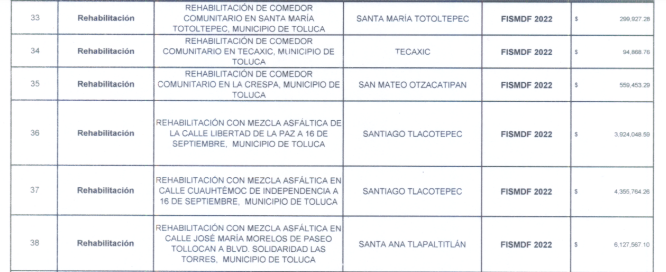 33 Rehabilitación REHABILITACIÓN DE COMEDOR COMUNITARIO EN SANTA MARÍA TOTOLTEPEC, MUNICIPIO DE TOLUCA SANTA MARÍA TOTOLTEPEC FISMDF 2022 $ 299,927.28
34 Rehabilitación REHABILITACIÓN DE COMEDOR COMUNITARIO EN TECAXIC, MUNICIPIO DE TOLUCA TECAXIC FISMDF 2022 $ 94,869.76
35 Rehabilitación REHABILITACIÓN DE COMEDOR COMUNITARIO EN LA CRESPA, MUNICIPIO DE TOLUCA SAN MATEO OTZACATIPAN FISMDF 2022 $ 559,453.29
36 Rehabilitación REHABILITACIÓN CON MEZCLA ASFÁLTICA DE LA CALLE LIBERTAD DE LA PAZ A 16 DE SEPTIEMBRE, MUNICIPIO DE TOLUCA SANTIAGO TLACOTEPEC FISMDF 2022 $ 3,924,048.59
37 Rehabilitación REHABILITACIÓN CON MEZCLA ASFÁLTICA EN CALLE CUAUHTÉMOC DE INDEPENDENCIA A 16 DE SEPTIEMBRE, MUNICIPIO DE TOLUCA SANTIAGO TLACOTEPEC FISMDF 2022 $ 4,355,764.26
38 Rehabilitación REHABILITACIÓN CON MEZCLA ASFÁLTICA EN CALLE JOSÉ MARÍA MORELOS DE PASEO TOLLOCAN A BLVD. SOLIDARIDAD LAS TORRES, MUNICIPIO DE TOLUCA SANTA ANA TLAPALTITLÁN FISMDF 2022 $ 6,127,567.10